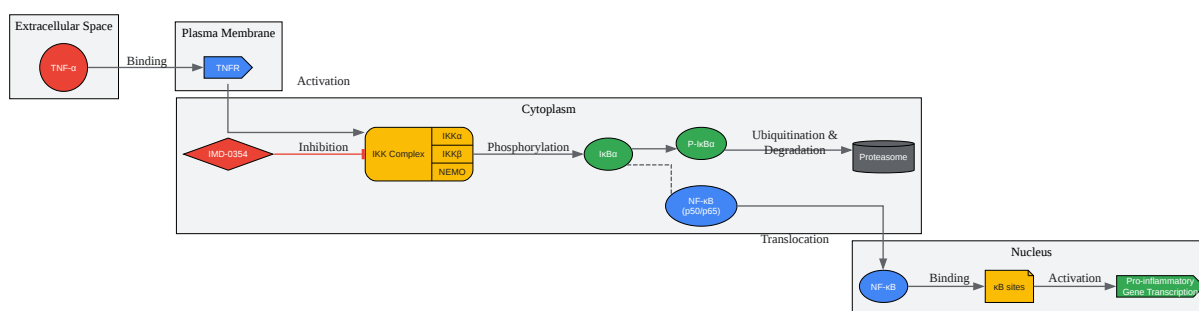 Extracellular Space
TNF-α
Binding
Plasma Membrane
TNFR
Activation
Cytoplasm
IMD-0354
Inhibition
IKK Complex
IKKα
IKKβ
NEMO
Phosphorylation
IκBα
P-IκBα
Ubiquitination &
Degradation
Proteasome
NF-κB
(p50/p65)
Translocation
Nucleus
NF-κB
Binding
κB sites
Activation
Pro-inflammatory
Gene Transcription